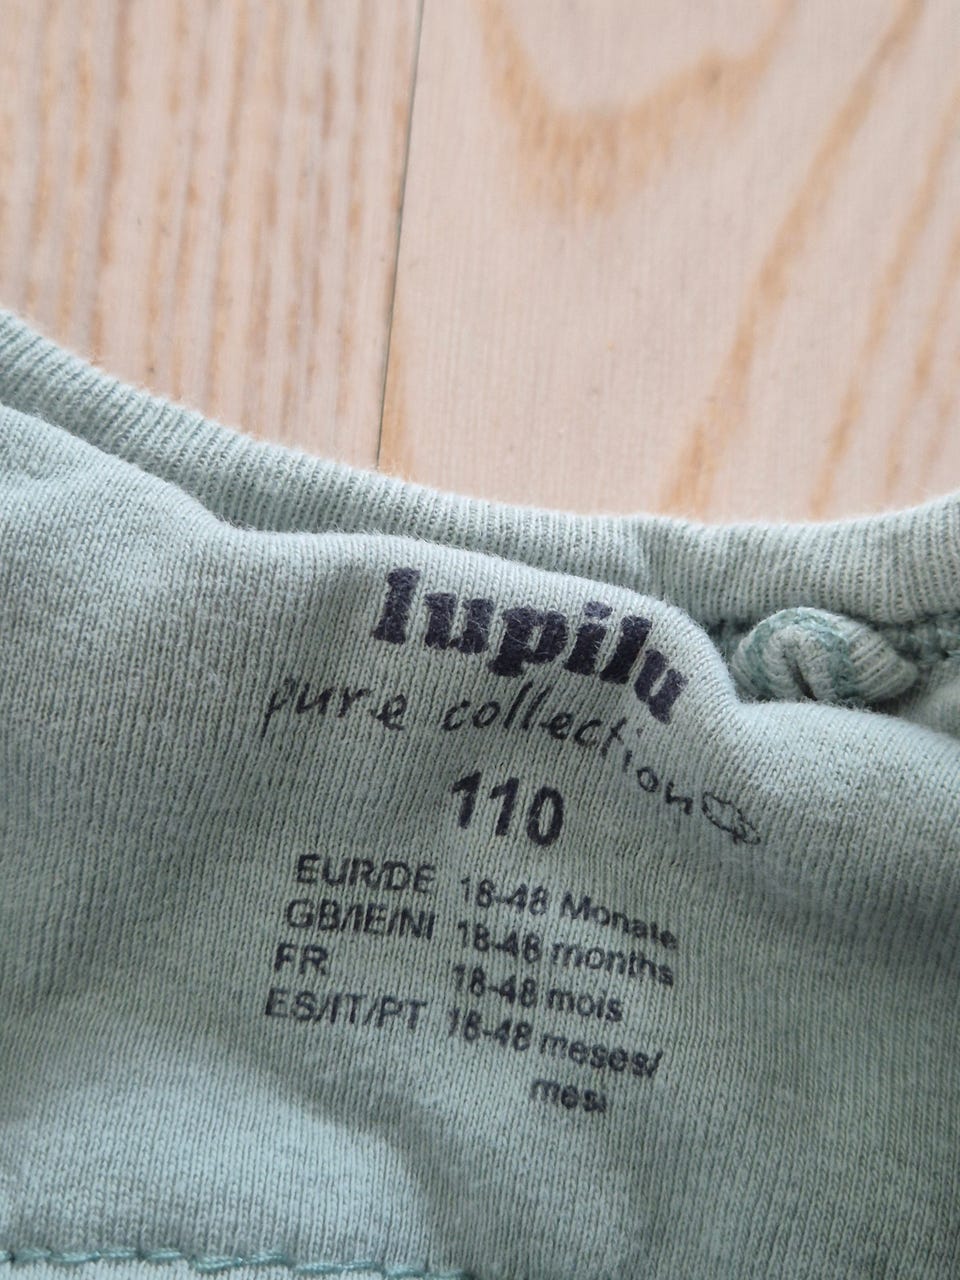 lupilu
pure collection
110
EUR/DE 18-48 Monate
GB/IE/NI 18-48 months
FR 18-48 mois
ES/IT/PT 18-48 meses/
mesi